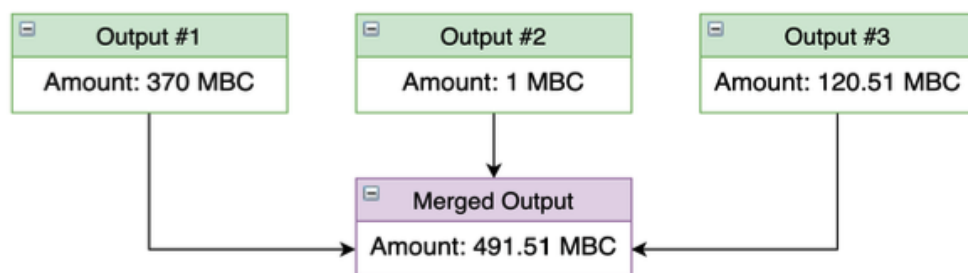 Output #1
Amount: 370 MBC
Output #2
Amount: 1 MBC
Output #3
Amount: 120.51 MBC
Merged Output
Amount: 491.51 MBC